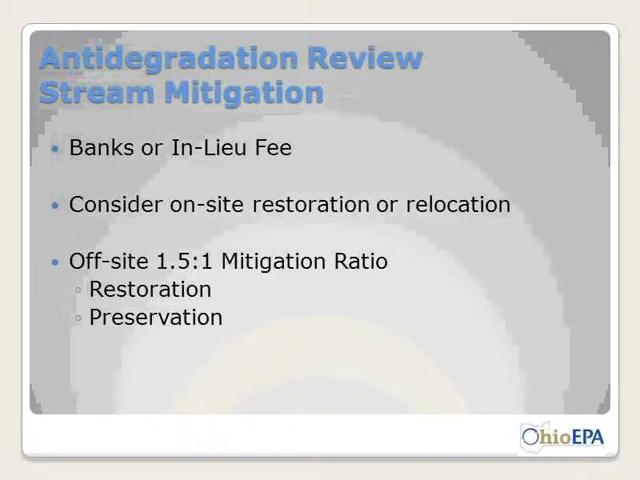 Antidegradation Review
Stream Mitigation
• Banks or In-Lieu Fee
• Consider on-site restoration or relocation
• Off-site 1.5:1 Mitigation Ratio
◦ Restoration
◦ Preservation
OhioEPA